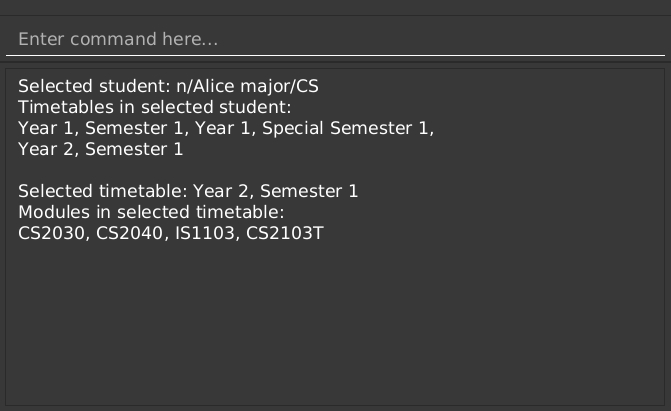 Enter command here...
Selected student: n/Alice major/CS
Timetables in selected student:
Year 1, Semester 1, Year 1, Special Semester 1,
Year 2, Semester 1
Selected timetable: Year 2, Semester 1
Modules in selected timetable:
CS2030, CS2040, IS1103, CS2103T